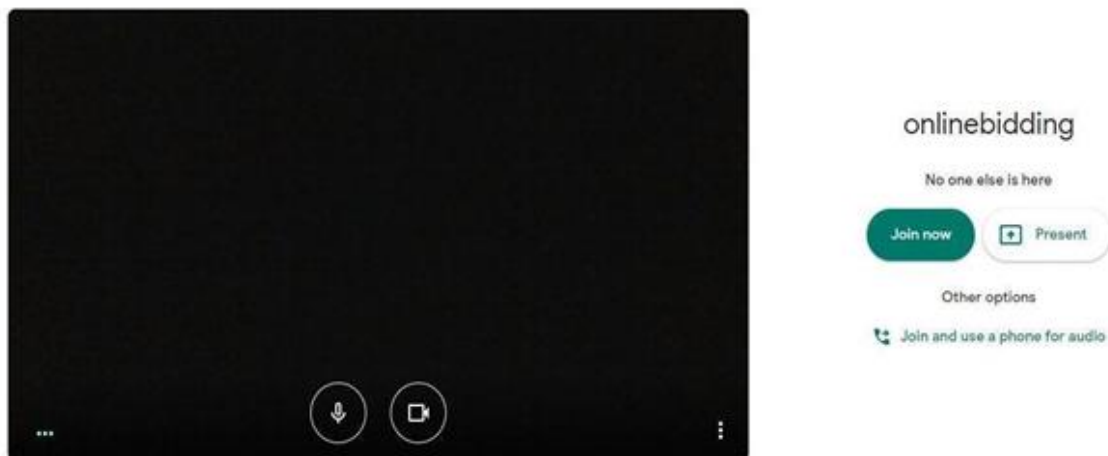 onlinebidding
No one else is here
Join now
Present
Other options
Join and use a phone for audio